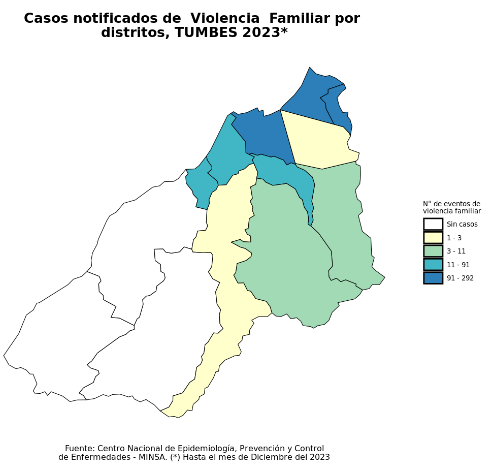 Casos notificados de  Violencia  Familiar por
distritos, TUMBES 2023*
N° de eventos de
violencia familiar
Sin casos
1 - 3
3 - 11
11 - 91
91 - 292
Fuente: Centro Nacional de Epidemiología, Prevención y Control
de Enfermedades - MINSA. (*) Hasta el mes de Diciembre del 2023